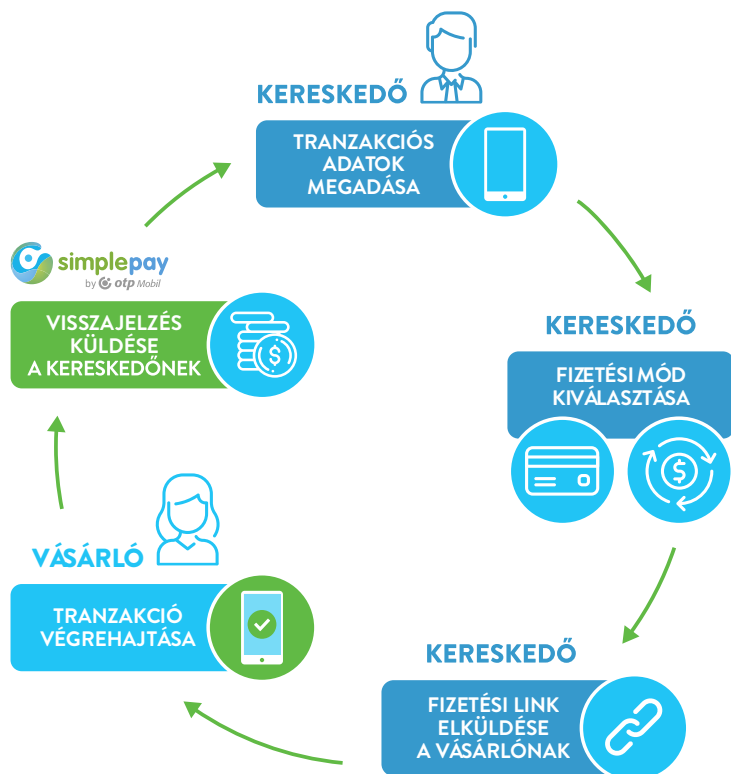 KERESKEDŐ
TRANZAKCIÓS
ADATOK
MEGADÁSA
KERESKEDŐ
FIZETÉSI MÓD
KIVÁLASZTÁSA
$
KERESKEDŐ
FIZETÉSI LINK
ELKÜLDÉSE
A VÁSÁRLÓNAK
VÁSÁRLÓ
TRANZAKCIÓ
VÉGREHAJTÁSA
simplepay
by otp Mobil
VISSZAJELZÉS
KÜLDÉSE
A KERESKEDŐNEK
$